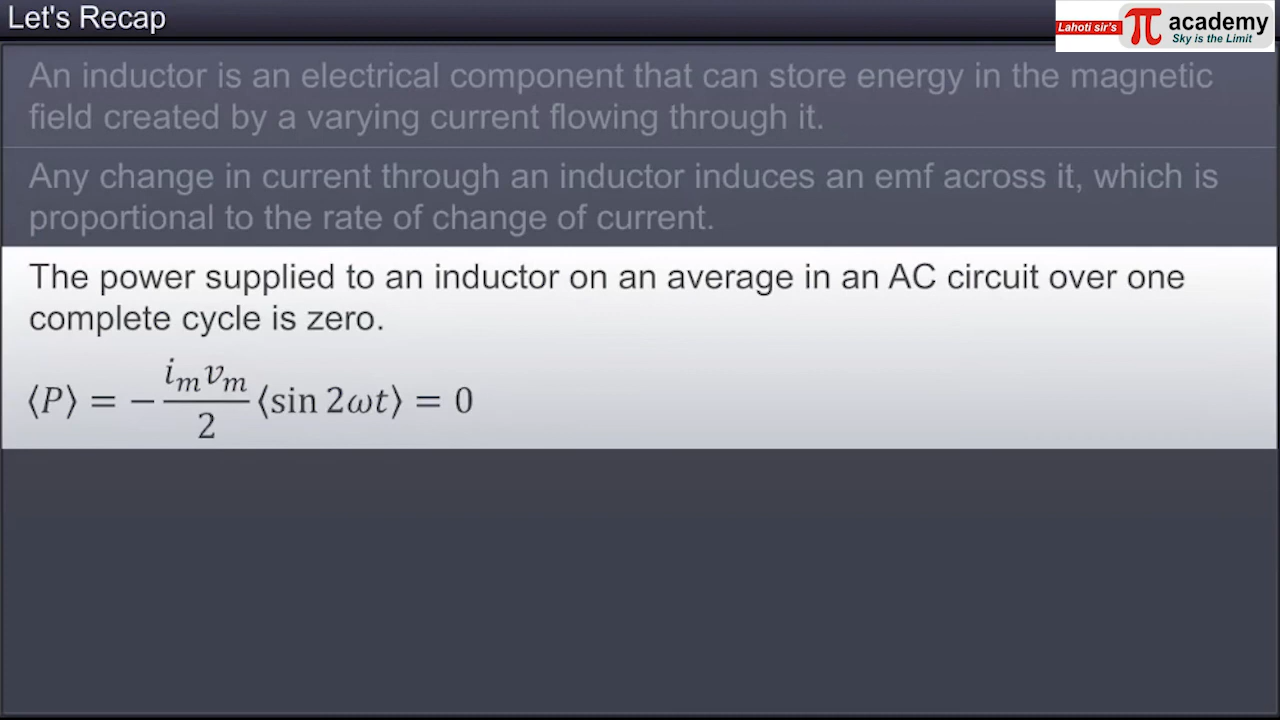 Let's Recap
Lahoti sir's π academy
Sky is the Limit
An inductor is an electrical component that can store energy in the magnetic
field created by a varying current flowing through it.
Any change in current through an inductor induces an emf across it, which is
proportional to the rate of change of current.
The power supplied to an inductor on an average in an AC circuit over one
complete cycle is zero.
⟨P⟩ = −(iₘvₘ/2)⟨sin 2ωt⟩ = 0